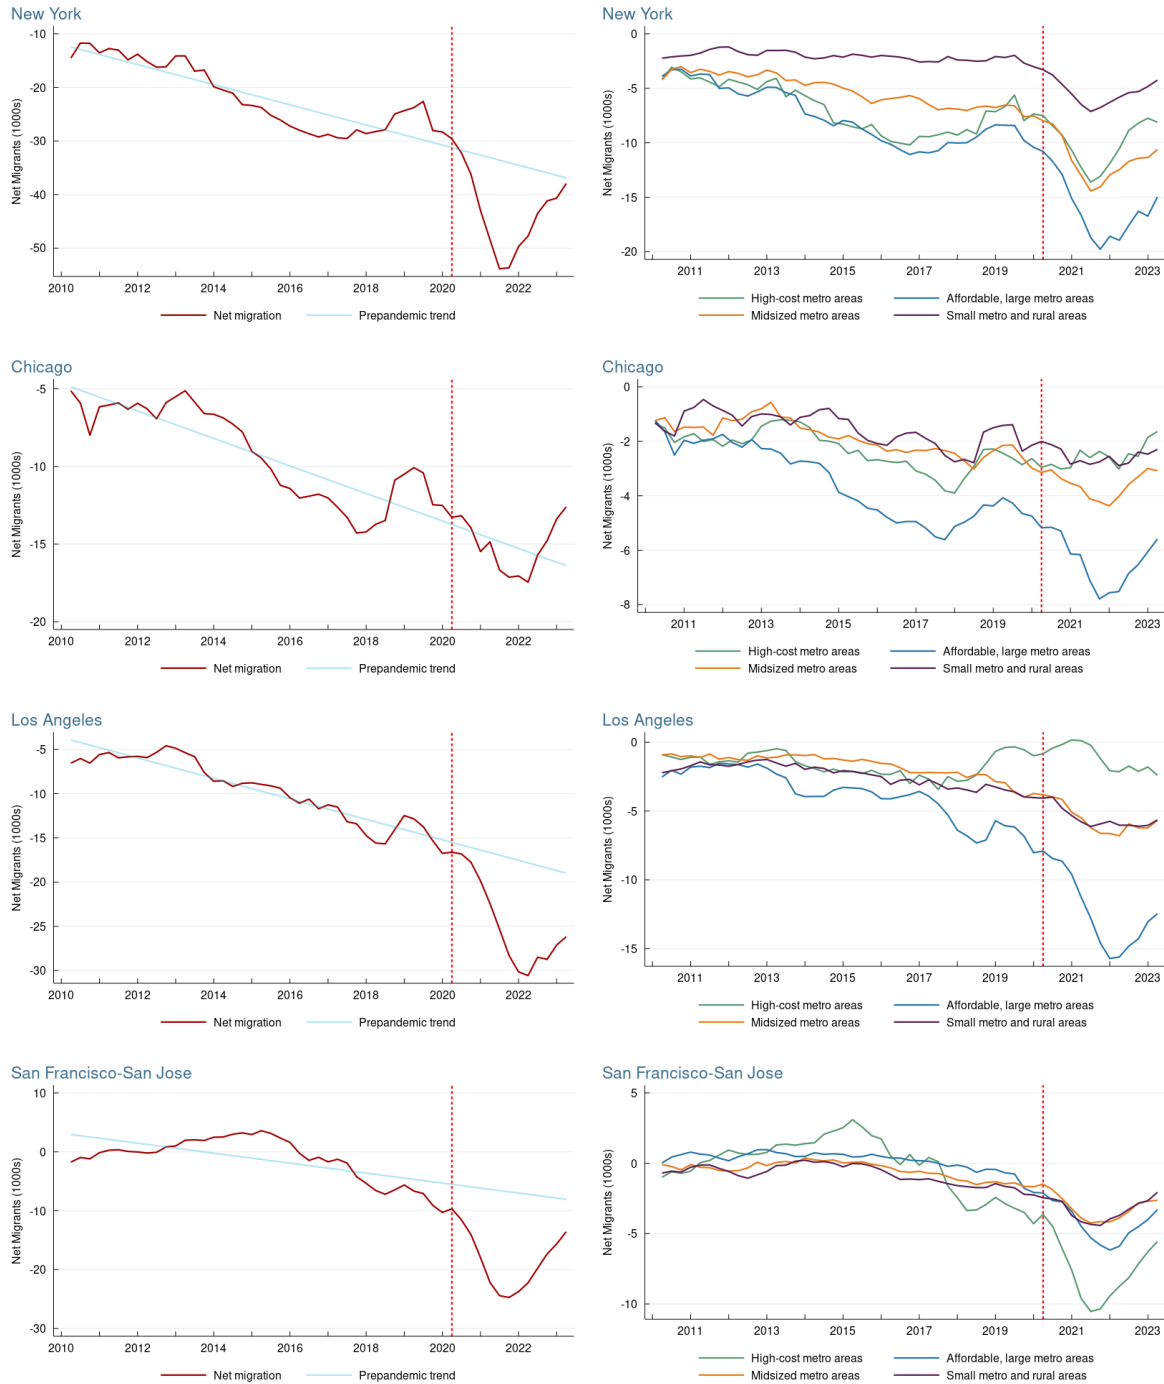 New York
Net Migrants (1000s)
-10
-20
-30
-40
-50
2010 2012 2014 2016 2018 2020 2022
Net migration Prepandemic trend
New York
Net Migrants (1000s)
0
-5
-10
-15
-20
2011 2013 2015 2017 2019 2021 2023
High-cost metro areas Affordable, large metro areas
Midsized metro areas Small metro and rural areas
Chicago
Net Migrants (1000s)
-5
-10
-15
-20
2010 2012 2014 2016 2018 2020 2022
Net migration Prepandemic trend
Chicago
Net Migrants (1000s)
0
-2
-4
-6
-8
2011 2013 2015 2017 2019 2021 2023
High-cost metro areas Affordable, large metro areas
Midsized metro areas Small metro and rural areas
Los Angeles
Net Migrants (1000s)
-5
-10
-15
-20
-25
-30
2010 2012 2014 2016 2018 2020 2022
Net migration Prepandemic trend
Los Angeles
Net Migrants (1000s)
0
-5
-10
-15
2011 2013 2015 2017 2019 2021 2023
High-cost metro areas Affordable, large metro areas
Midsized metro areas Small metro and rural areas
San Francisco-San Jose
Net Migrants (1000s)
10
0
-10
-20
-30
2010 2012 2014 2016 2018 2020 2022
Net migration Prepandemic trend
San Francisco-San Jose
Net Migrants (1000s)
5
0
-5
-10
2011 2013 2015 2017 2019 2021 2023
High-cost metro areas Affordable, large metro areas
Midsized metro areas Small metro and rural areas